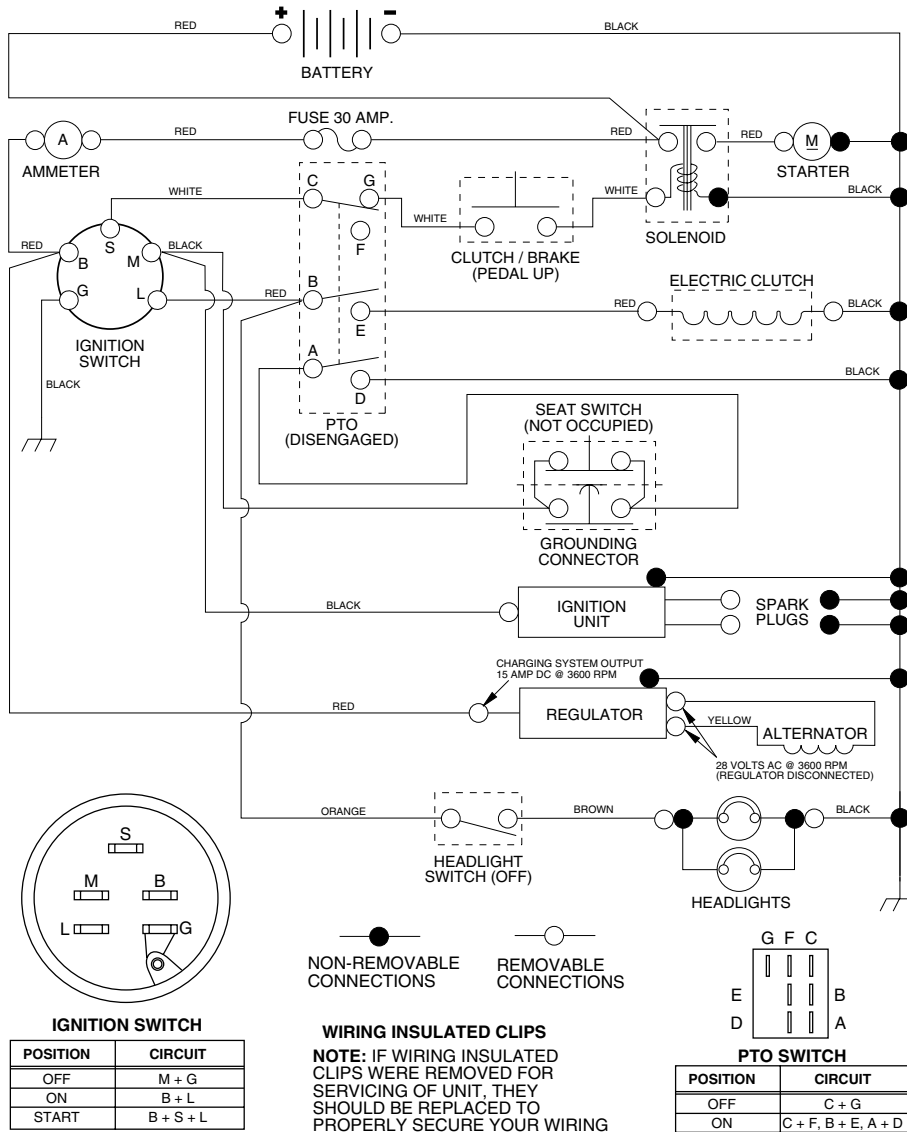 + -
RED BLACK
BATTERY
FUSE 30 AMP.
A RED RED RED M
AMMETER STARTER
WHITE C G WHITE BLACK
S WHITE
F SOLENOID
RED B M BLACK CLUTCH / BRAKE
(PEDAL UP)
G L RED B RED ELECTRIC CLUTCH BLACK
E
IGNITION
SWITCH
A
BLACK BLACK
D
PTO
(DISENGAGED)
SEAT SWITCH
(NOT OCCUPIED)
GROUNDING
CONNECTOR
BLACK IGNITION
UNIT
SPARK
PLUGS
CHARGING SYSTEM OUTPUT
15 AMP DC @ 3600 RPM
RED REGULATOR YELLOW ALTERNATOR
28 VOLTS AC @ 3600 RPM
(REGULATOR DISCONNECTED)
ORANGE BROWN BLACK
HEADLIGHT
SWITCH (OFF)
HEADLIGHTS
S
M B
L G
NON-REMOVABLE
CONNECTIONS
REMOVABLE
CONNECTIONS
G F C
E B
D A
IGNITION SWITCH
POSITION CIRCUIT
OFF M + G
ON B + L
START B + S + L
WIRING INSULATED CLIPS
NOTE: IF WIRING INSULATED
CLIPS WERE REMOVED FOR
SERVICING OF UNIT, THEY
SHOULD BE REPLACED TO
PROPERLY SECURE YOUR WIRING
PTO SWITCH
POSITION CIRCUIT
OFF C + G
ON C + F, B + E, A + D